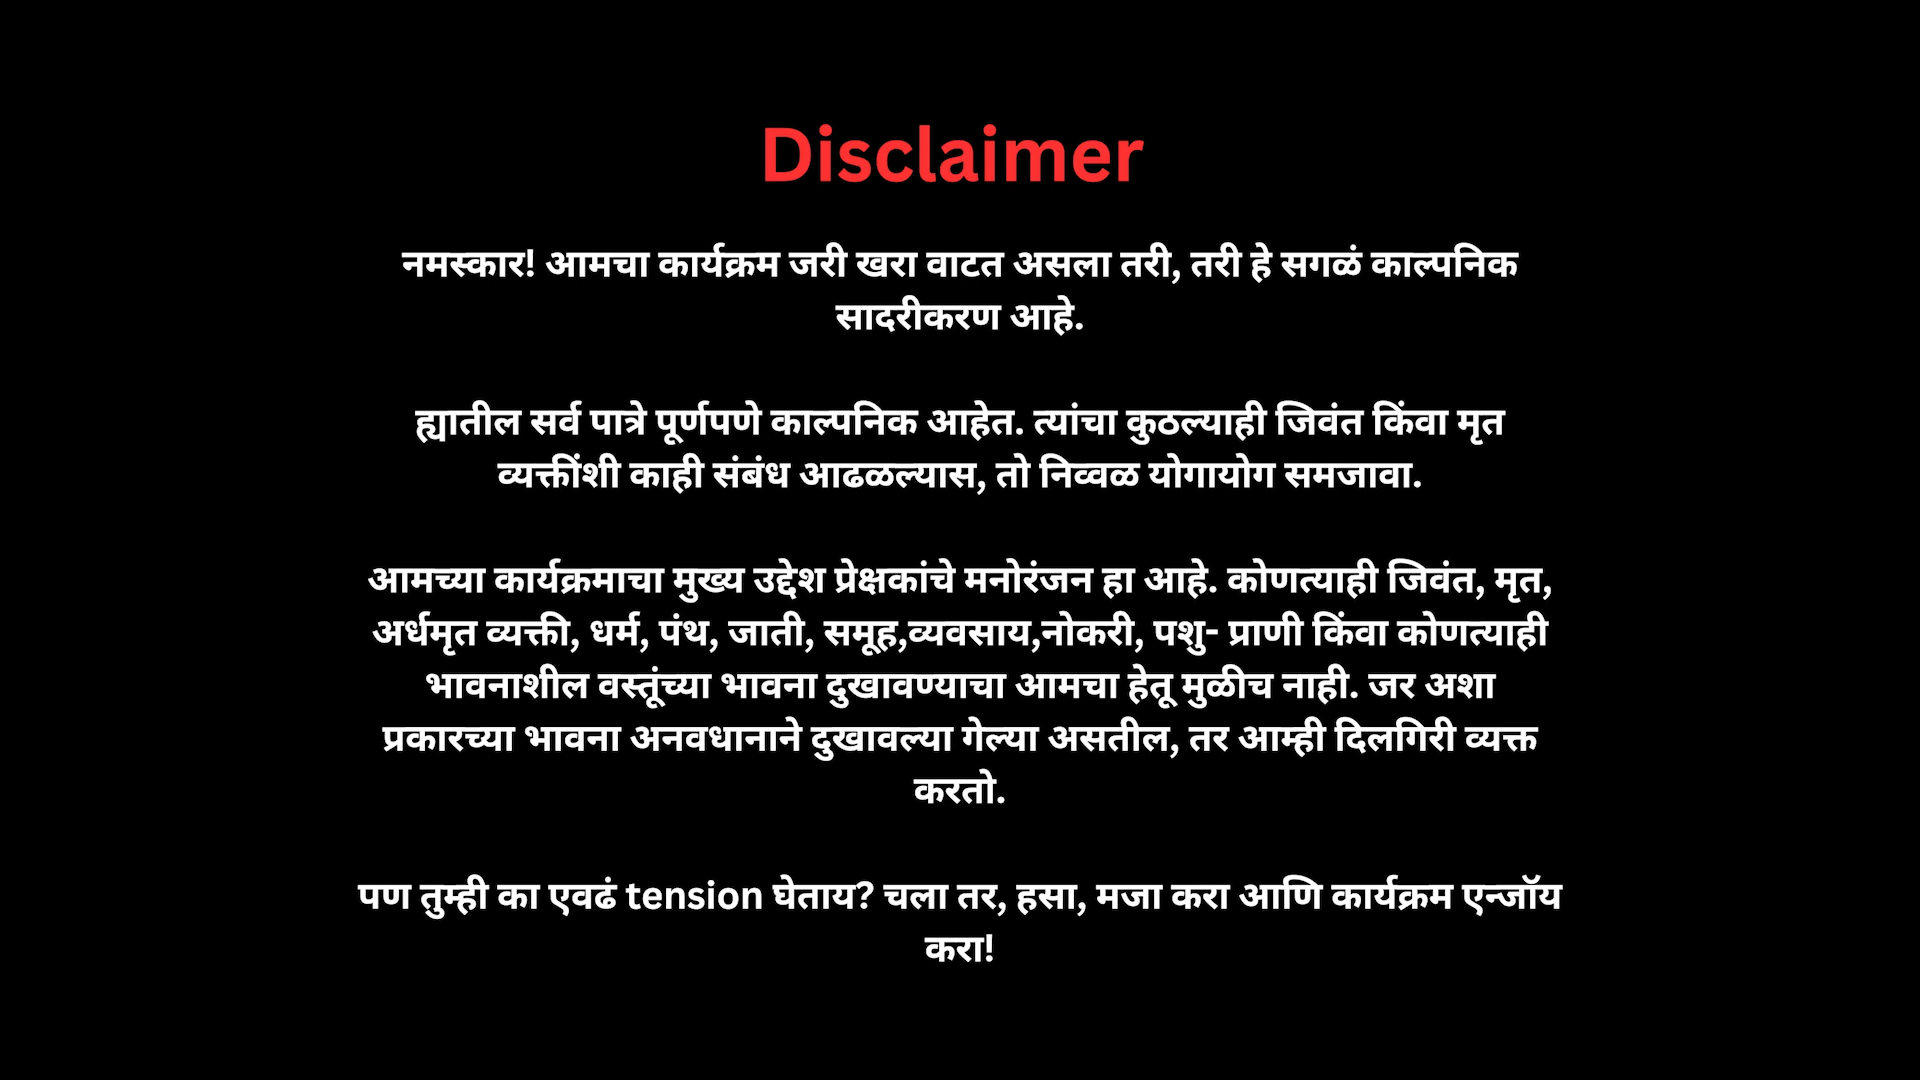 Disclaimer
नमस्कार! आमचा कार्यक्रम जरी खरा वाटत असला तरी, तरी हे सगळं काल्पनिक
सादरीकरण आहे.
ह्यातील सर्व पात्रे पूर्णपणे काल्पनिक आहेत. त्यांचा कुठल्याही जिवंत किंवा मृत
व्यक्तींशी काही संबंध आढळल्यास, तो निव्वळ योगायोग समजावा.
आमच्या कार्यक्रमाचा मुख्य उद्देश प्रेक्षकांचे मनोरंजन हा आहे. कोणत्याही जिवंत, मृत,
अर्धमृत व्यक्ती, धर्म, पंथ, जाती, समूह,व्यवसाय,नोकरी, पशु- प्राणी किंवा कोणत्याही
भावनाशील वस्तूंच्या भावना दुखावण्याचा आमचा हेतू मुळीच नाही. जर अशा
प्रकारच्या भावना अनवधानाने दुखावल्या गेल्या असतील, तर आम्ही दिलगिरी व्यक्त
करतो.
पण तुम्ही का एवढं tension घेताय? चला तर, हसा, मजा करा आणि कार्यक्रम एन्जॉय
करा!